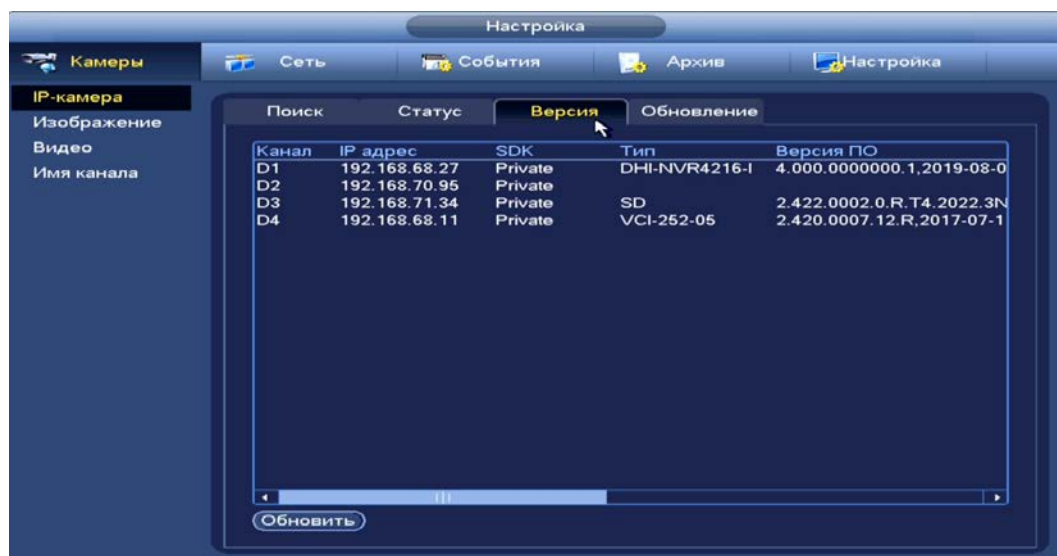 Настройка
Камеры Сеть События Архив Настройка
IP-камера
Изображение
Видео
Имя канала
Поиск Статус Версия Обновление
Канал IP адрес SDK Тип Версия ПО
D1 192.168.68.27 Private DHI-NVR4216-I 4.000.0000000.1,2019-08-0
D2 192.168.70.95 Private
D3 192.168.71.34 Private SD 2.422.0002.0.R.T4.2022.3N
D4 192.168.68.11 Private VCI-252-05 2.420.0007.12.R,2017-07-1
Обновить